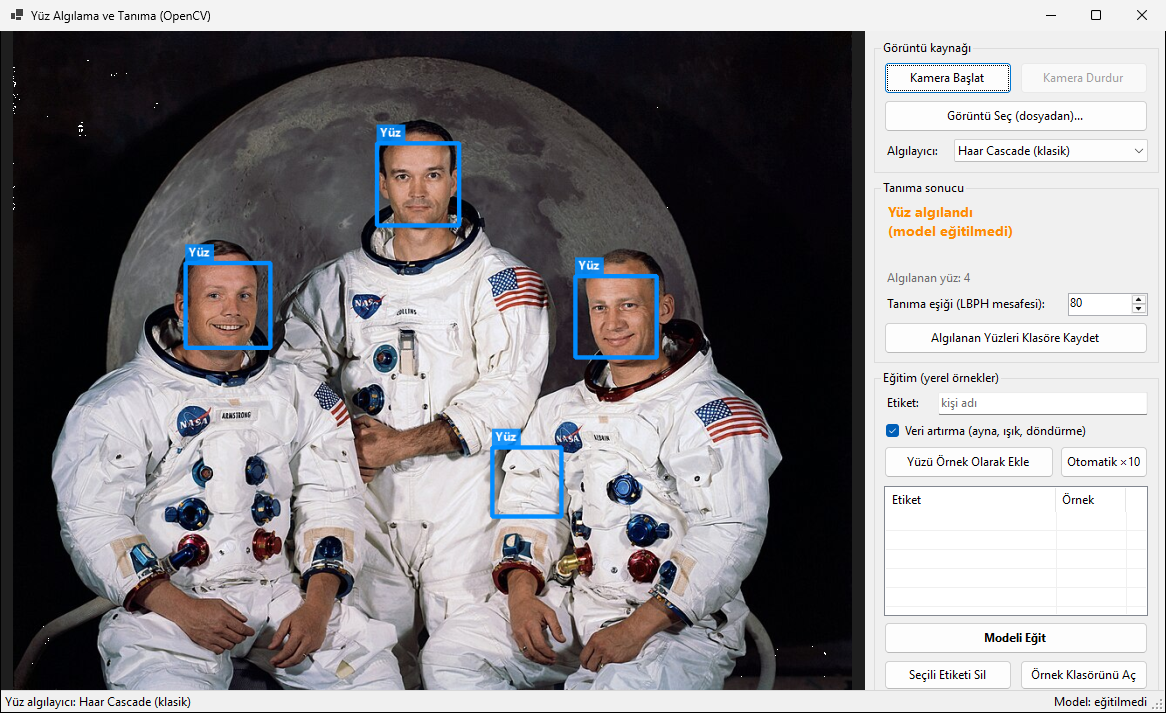 Yüz Algılama ve Tanıma (OpenCV)
Yüz
Yüz
Yüz
NASA
COLLINS
NASA
ARMSTRONG
Yüz
NASA
ALDRIN
Görüntü kaynağı
Kamera Başlat
Kamera Durdur
Görüntü Seç (dosyadan)...
Algılayıcı:
Haar Cascade (klasik)
Tanıma sonucu
Yüz algılandı
(model eğitilmedi)
Algılanan yüz: 4
Tanıma eşiği (LBPH mesafesi):
80
Algılanan Yüzleri Klasöre Kaydet
Eğitim (yerel örnekler)
Etiket:
kişi adı
Veri artırma (ayna, ışık, döndürme)
Yüzü Örnek Olarak Ekle
Otomatik ×10
Etiket
Örnek
Modeli Eğit
Seçili Etiketi Sil
Örnek Klasörünü Aç
Yüz algılayıcı: Haar Cascade (klasik)
Model: eğitilmedi